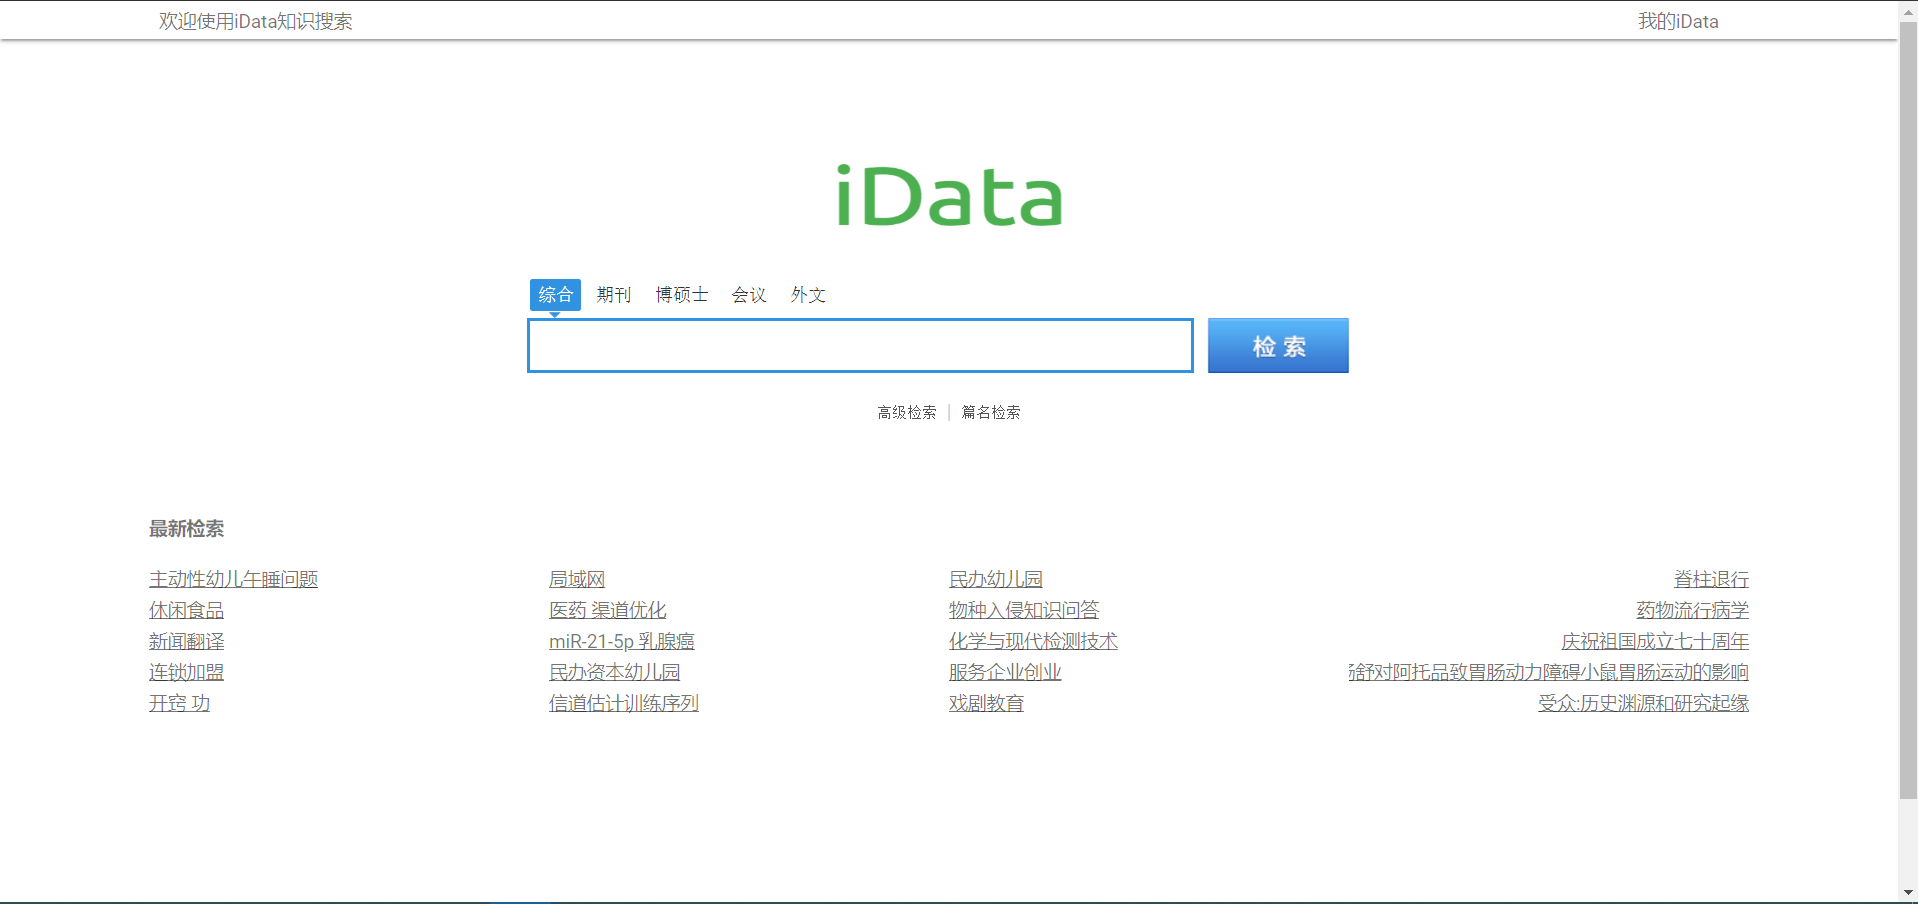 欢迎使用iData知识搜索 我的iData
iData
综合 期刊 博硕士 会议 外文
检 索
高级检索 | 篇名检索
最新检索
主动性幼儿午睡问题 局域网 民办幼儿园 脊柱退行
休闲食品 医药 渠道优化 物种入侵知识问答 药物流行病学
新闻翻译 miR-21-5p 乳腺癌 化学与现代检测技术 庆祝祖国成立七十周年
连锁加盟 民办资本幼儿园 服务企业创业 舒对阿托品致胃肠动力障碍小鼠胃肠运动的影响
开窍 功 信道估计训练序列 戏剧教育 受众:历史渊源和研究起缘